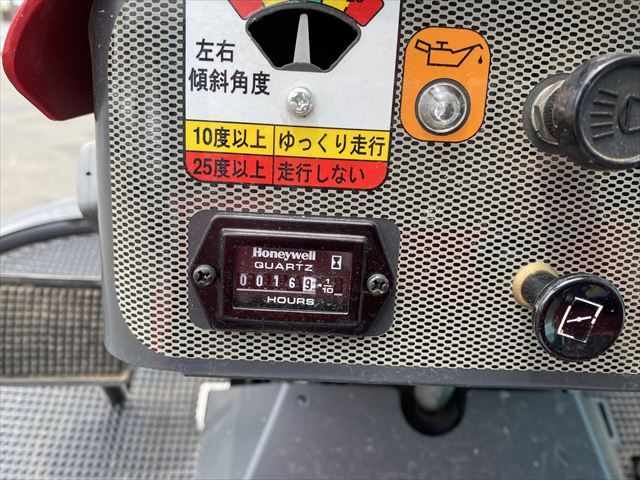 左右
傾斜角度
10度以上 ゆっくり走行
25度以上 走行しない
Honeywell
QUARTZ
00169 1/10
HOURS